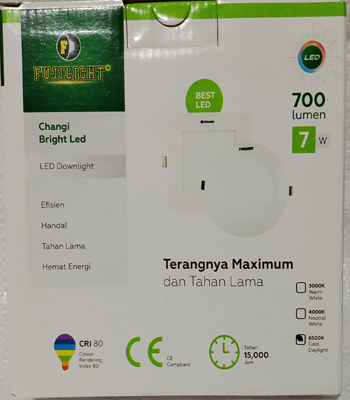 F
FUJILIGHT
LED
BEST
LED
700
lumen
7 W
Changi
Bright Led
LED Downlight
FUJILIGHT
Efisien
Handal
Tahan Lama
Hemat Energi
Terangnya Maximum
dan Tahan Lama
3000K
Warm
White
4000K
Neutral
White
6500K
Cool
Daylight
CRI 80
Colour
Rendering
Index 80
CE
CE
Compliant
Tahan
15,000
Jam